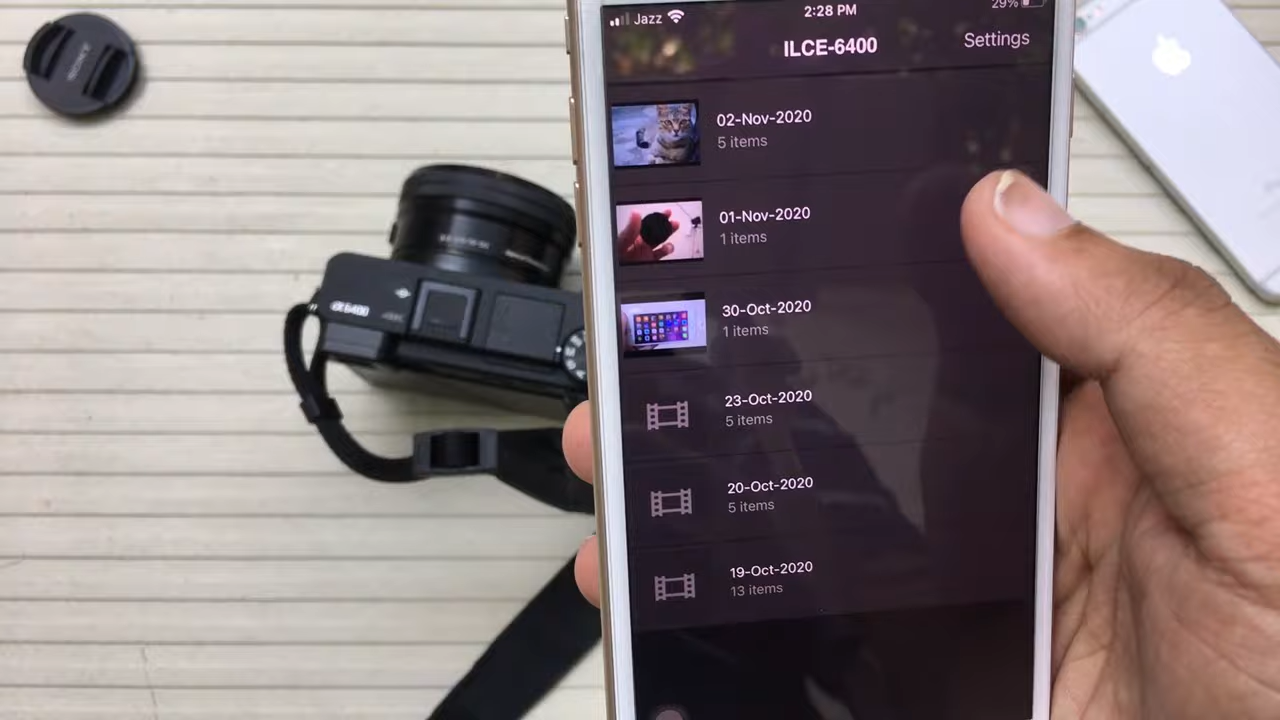 SONY
Jazz
2:28 PM
29%
ILCE-6400
Settings
02-Nov-2020
5 items
01-Nov-2020
1 items
30-Oct-2020
1 items
23-Oct-2020
5 items
20-Oct-2020
5 items
19-Oct-2020
13 items
α6400